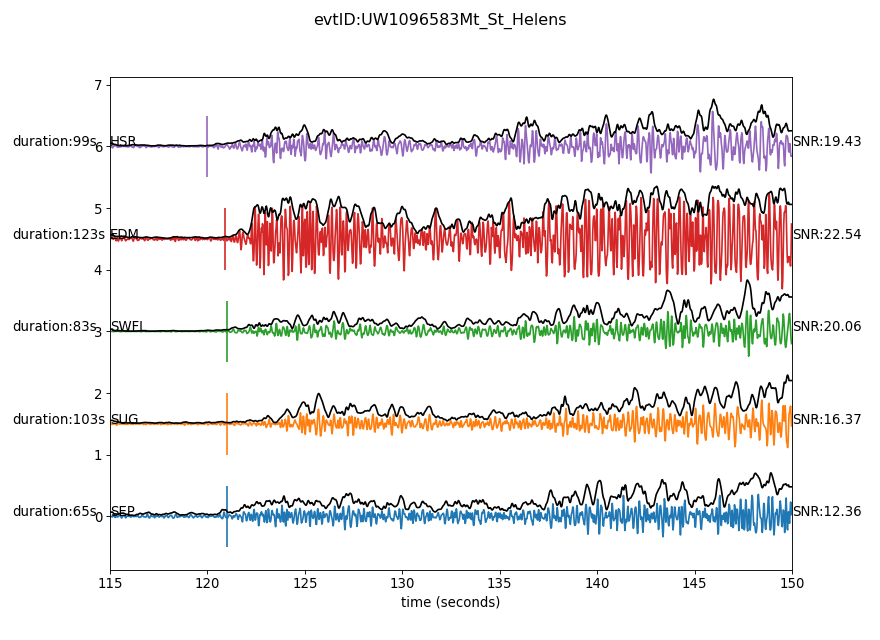 evtID:UW1096583Mt_St_Helens
7
duration:99s HSR 6 SNR:19.43
5
duration:123s EDM SNR:22.54
4
duration:83s SWFL 3 SNR:20.06
2
duration:103s SUG SNR:16.37
1
duration:65s SEP 0 SNR:12.36
115 120 125 130 135 140 145 150
time (seconds)